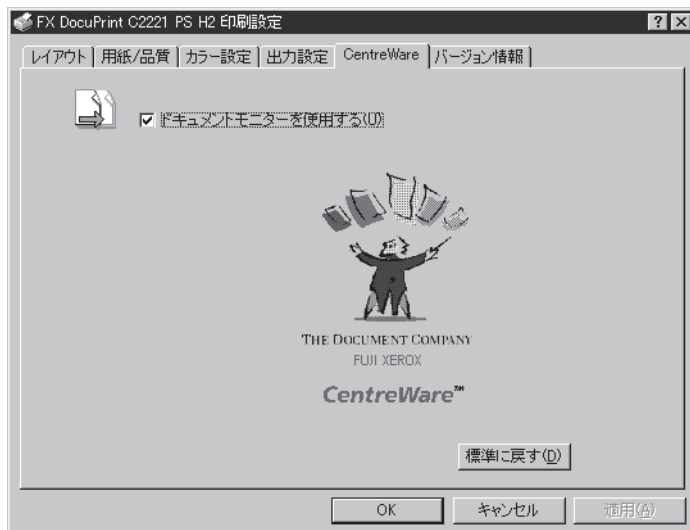 FX DocuPrint C2221 PS H2 印刷設定
レイアウト 用紙/品質 カラー設定 出力設定 CentreWare バージョン情報
ドキュメントモニターを使用する(U)
THE DOCUMENT COMPANY
FUJI XEROX
CentreWare™
標準に戻す(D)
OK キャンセル 適用(A)